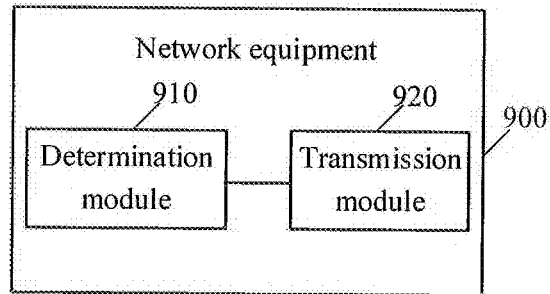 Network equipment
910
920
900
Determination
module
Transmission
module